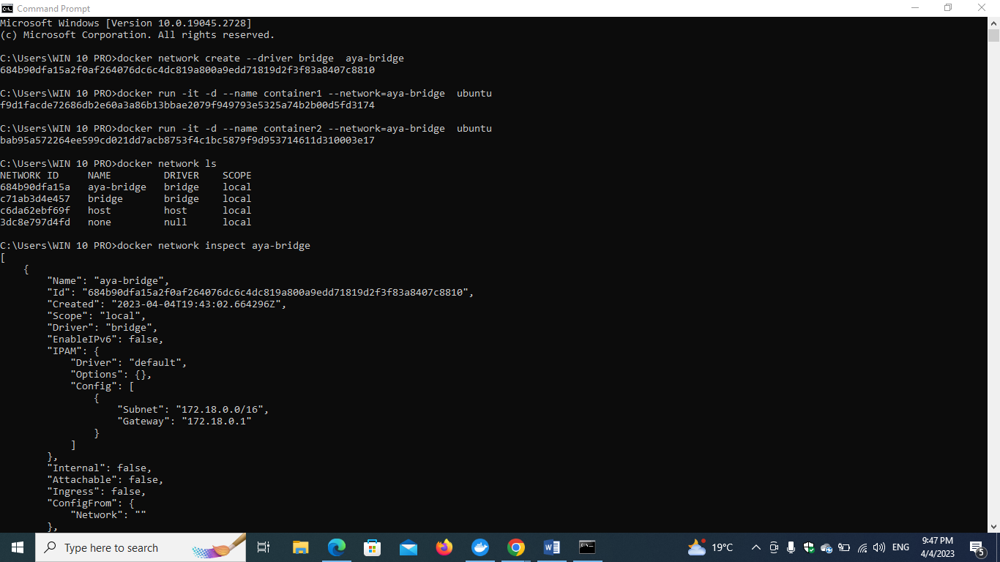 Command Prompt
Microsoft Windows [Version 10.0.19045.2728]
(c) Microsoft Corporation. All rights reserved.
C:\Users\WIN 10 PRO>docker network create --driver bridge  aya-bridge
684b90dfa15a2f0af264076dc6c4dc819a800a9edd71819d2f3f83a8407c8810
C:\Users\WIN 10 PRO>docker run -it -d --name container1 --network=aya-bridge  ubuntu
f9d1facde72686db2e60a3a86b13bbae2079f949793e5325a74b2b00d5fd3174
C:\Users\WIN 10 PRO>docker run -it -d --name container2 --network=aya-bridge  ubuntu
bab95a572264ee599cd021dd7acb8753f4c1bc5879f9d953714611d310003e17
C:\Users\WIN 10 PRO>docker network ls
NETWORK ID     NAME         DRIVER    SCOPE
684b90dfa15a   aya-bridge   bridge    local
c71ab3d4e457   bridge       bridge    local
c6da62ebf69f   host         host      local
3dc8e797d4fd   none         null      local
C:\Users\WIN 10 PRO>docker network inspect aya-bridge
[
    {
        "Name": "aya-bridge",
        "Id": "684b90dfa15a2f0af264076dc6c4dc819a800a9edd71819d2f3f83a8407c8810",
        "Created": "2023-04-04T19:43:02.664296Z",
        "Scope": "local",
        "Driver": "bridge",
        "EnableIPv6": false,
        "IPAM": {
            "Driver": "default",
            "Options": {},
            "Config": [
                {
                    "Subnet": "172.18.0.0/16",
                    "Gateway": "172.18.0.1"
                }
            ]
        },
        "Internal": false,
        "Attachable": false,
        "Ingress": false,
        "ConfigFrom": {
            "Network": ""
        },
Type here to search
19°C
ENG
9:47 PM
4/4/2023
5